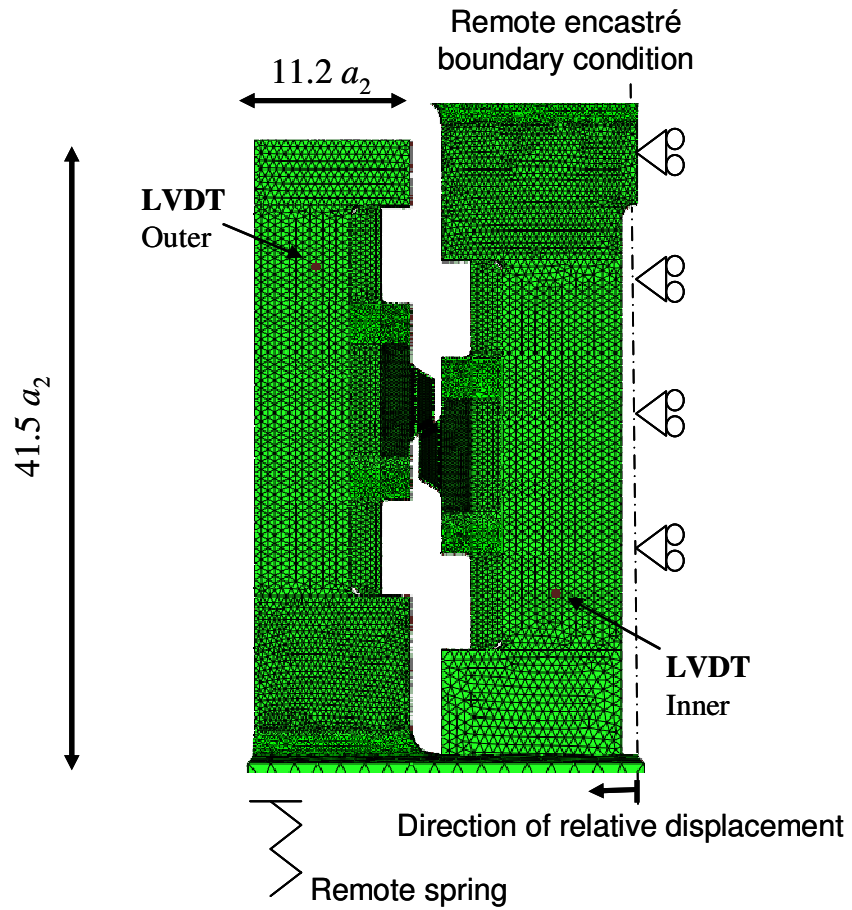 Remote encastré
boundary condition
11.2 a₂
LVDT
Outer
41.5 a₂
LVDT
Inner
Direction of relative displacement
Remote spring